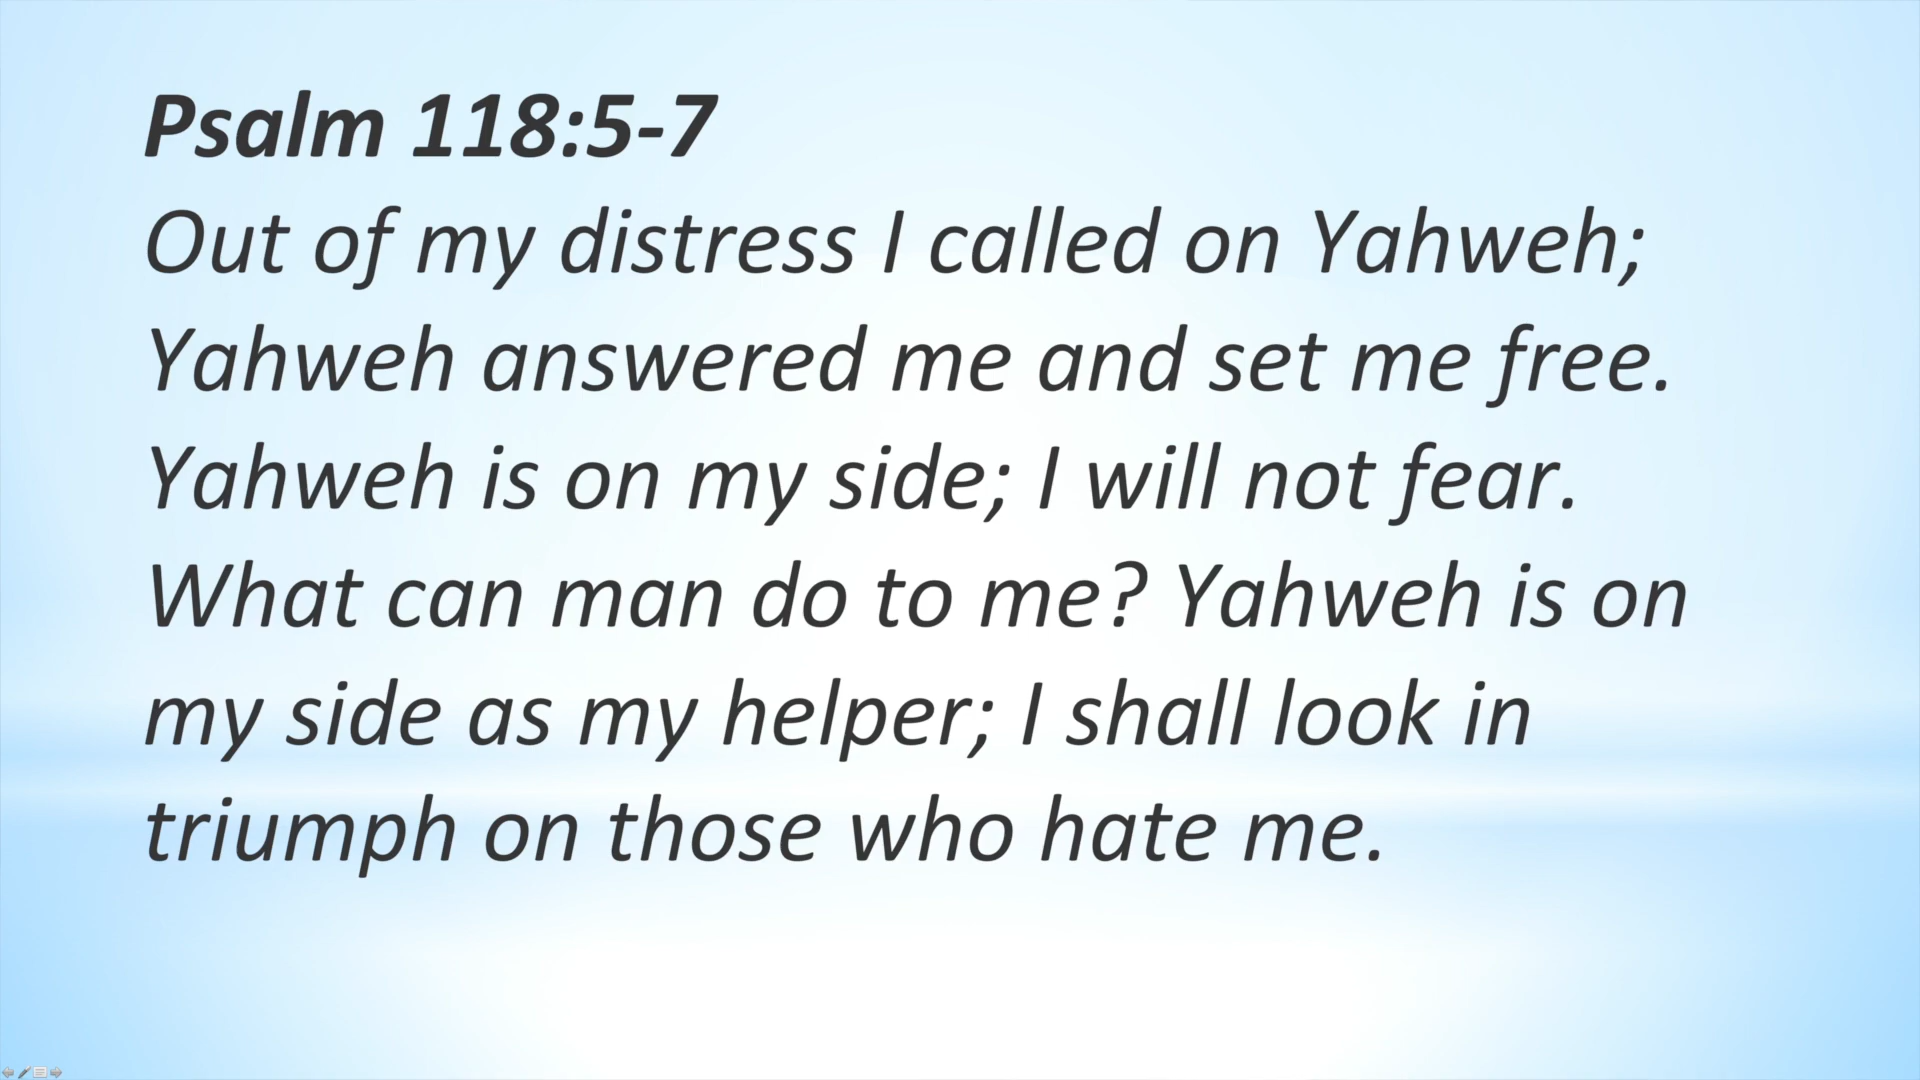 Psalm 118:5-7
Out of my distress I called on Yahweh;
Yahweh answered me and set me free.
Yahweh is on my side; I will not fear.
What can man do to me? Yahweh is on
my side as my helper; I shall look in
triumph on those who hate me.